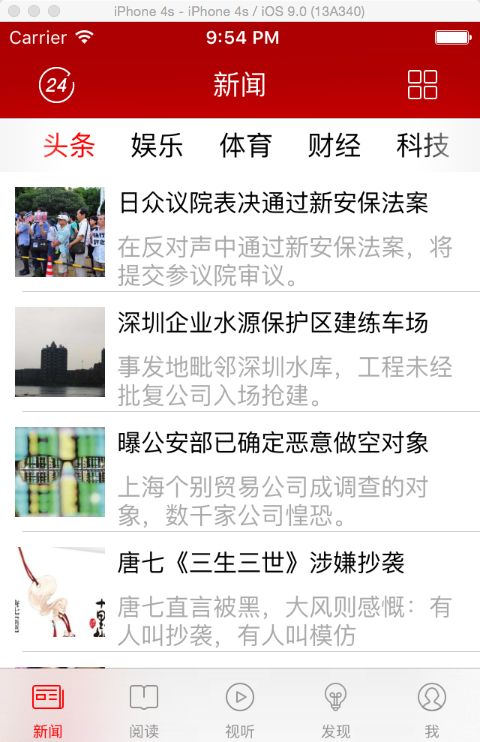 iPhone 4s - iPhone 4s / iOS 9.0 (13A340)
Carrier 9:54 PM
24 新闻
头条 娱乐 体育 财经 科技
日众议院表决通过新安保法案
在反对声中通过新安保法案，将
提交参议院审议。
深圳企业水源保护区建练车场
事发地毗邻深圳水库，工程未经
批复公司入场抢建。
曝公安部已确定恶意做空对象
上海个别贸易公司成调查的对
象，数千家公司惶恐。
唐七《三生三世》涉嫌抄袭
唐七直言被黑，大风则感慨：有
人叫抄袭，有人叫模仿
新闻 阅读 视听 发现 我